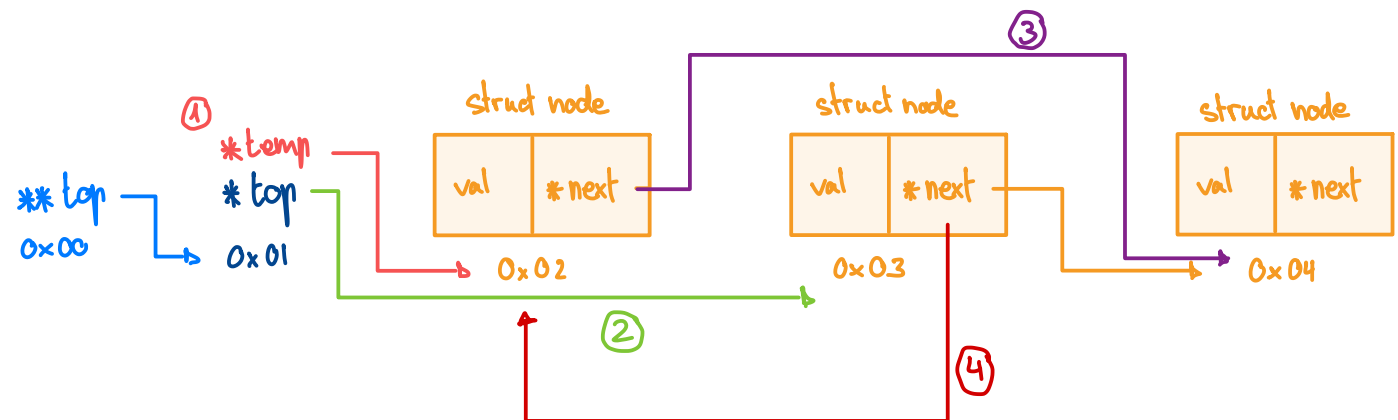 3
struct node
struct node
struct node
1
*temp
**top
*top
val
*next
val
*next
val
*next
0x00
0x01
0x02
0x03
0x04
2
4